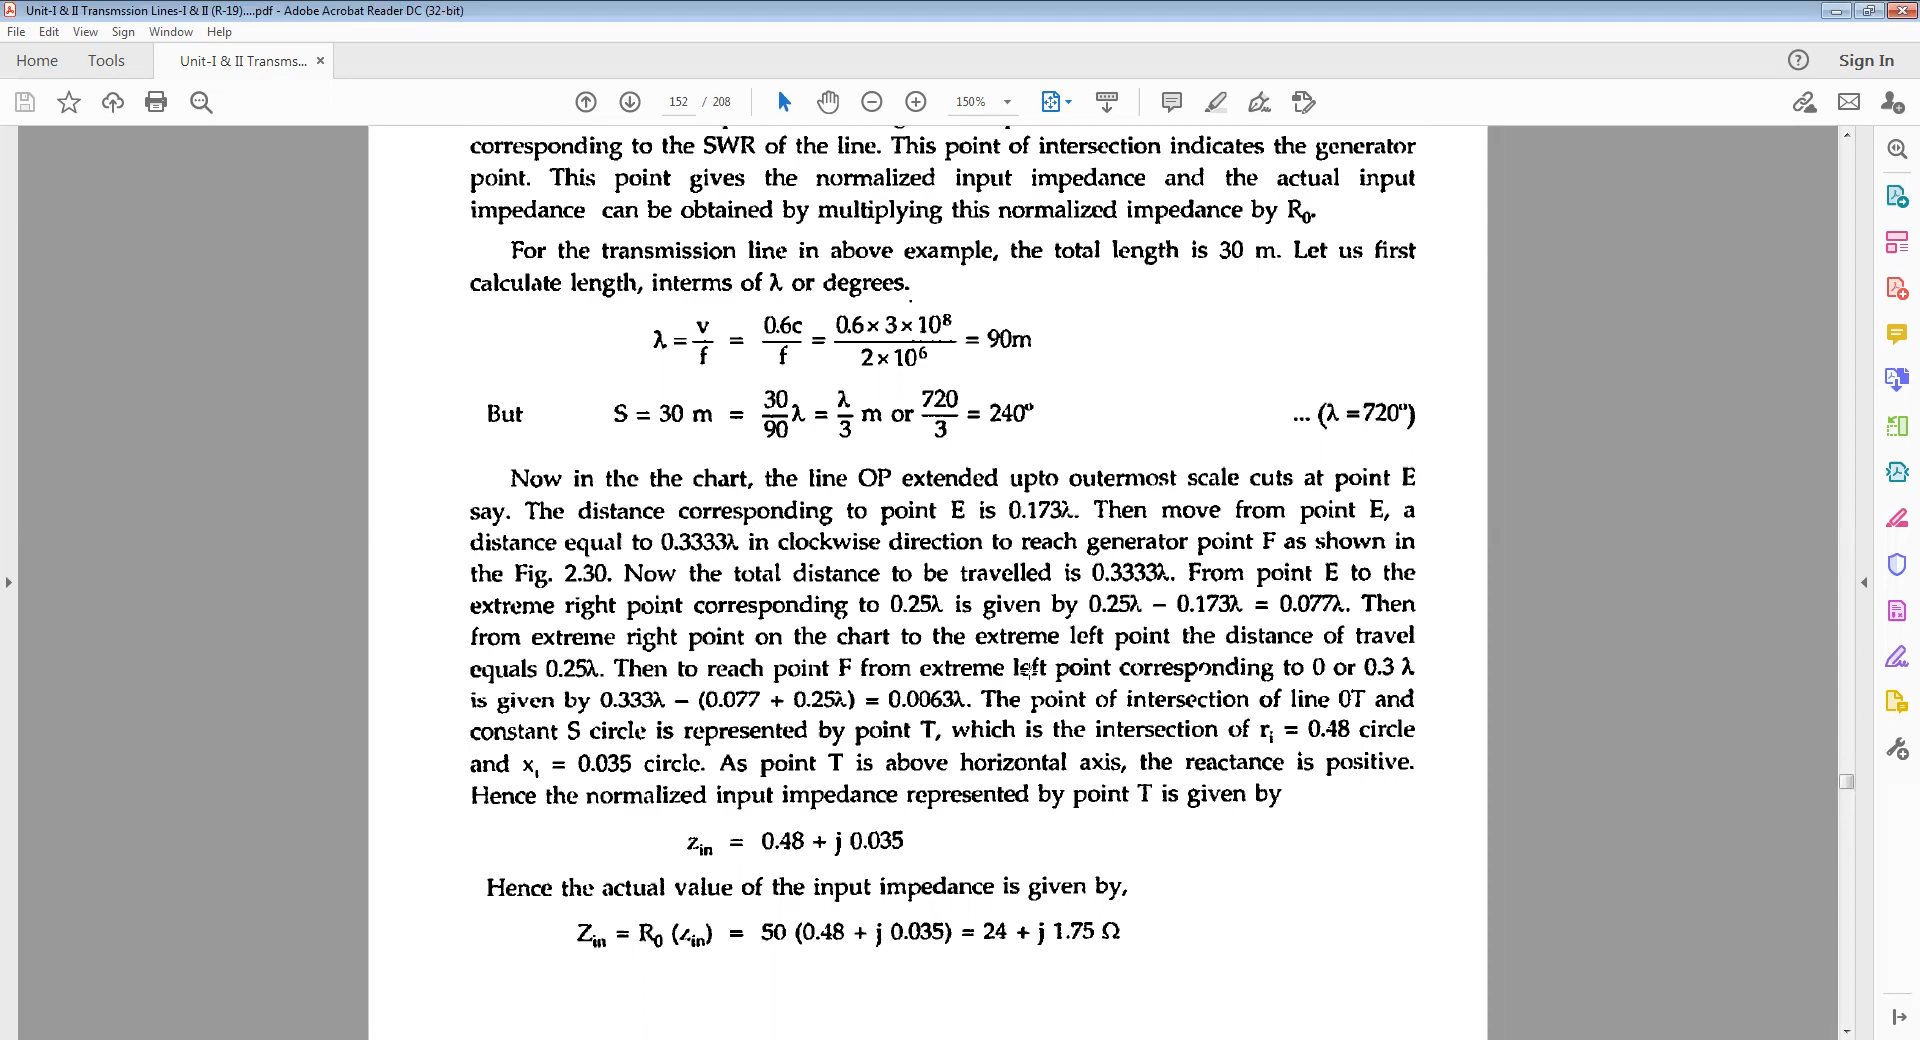 Unit-I & II Transmssion Lines-I & II (R-19)....pdf - Adobe Acrobat Reader DC (32-bit)
File Edit View Sign Window Help
Home Tools Unit-I & II Transms... × Sign In
152 / 208 150%
corresponding to the SWR of the line. This point of intersection indicates the generator
point. This point gives the normalized input impedance and the actual input
impedance can be obtained by multiplying this normalized impedance by R₀.
For the transmission line in above example, the total length is 30 m. Let us first
calculate length, interms of λ or degrees.
λ = v/f = 0.6c/f = (0.6 × 3 × 10⁸)/(2 × 10⁶) = 90m
But S = 30 m = 30/90 λ = λ/3 m or 720/3 = 240° ... (λ = 720°)
Now in the the chart, the line OP extended upto outermost scale cuts at point E
say. The distance corresponding to point E is 0.173λ. Then move from point E, a
distance equal to 0.3333λ in clockwise direction to reach generator point F as shown in
the Fig. 2.30. Now the total distance to be travelled is 0.3333λ. From point E to the
extreme right point corresponding to 0.25λ is given by 0.25λ – 0.173λ = 0.077λ. Then
from extreme right point on the chart to the extreme left point the distance of travel
equals 0.25λ. Then to reach point F from extreme left point corresponding to 0 or 0.3 λ
is given by 0.333λ – (0.077 + 0.25λ) = 0.0063λ. The point of intersection of line 0T and
constant S circle is represented by point T, which is the intersection of rᵢ = 0.48 circle
and xᵢ = 0.035 circle. As point T is above horizontal axis, the reactance is positive.
Hence the normalized input impedance represented by point T is given by
z_in = 0.48 + j 0.035
Hence the actual value of the input impedance is given by,
Z_in = R₀ (z_in) = 50 (0.48 + j 0.035) = 24 + j 1.75 Ω